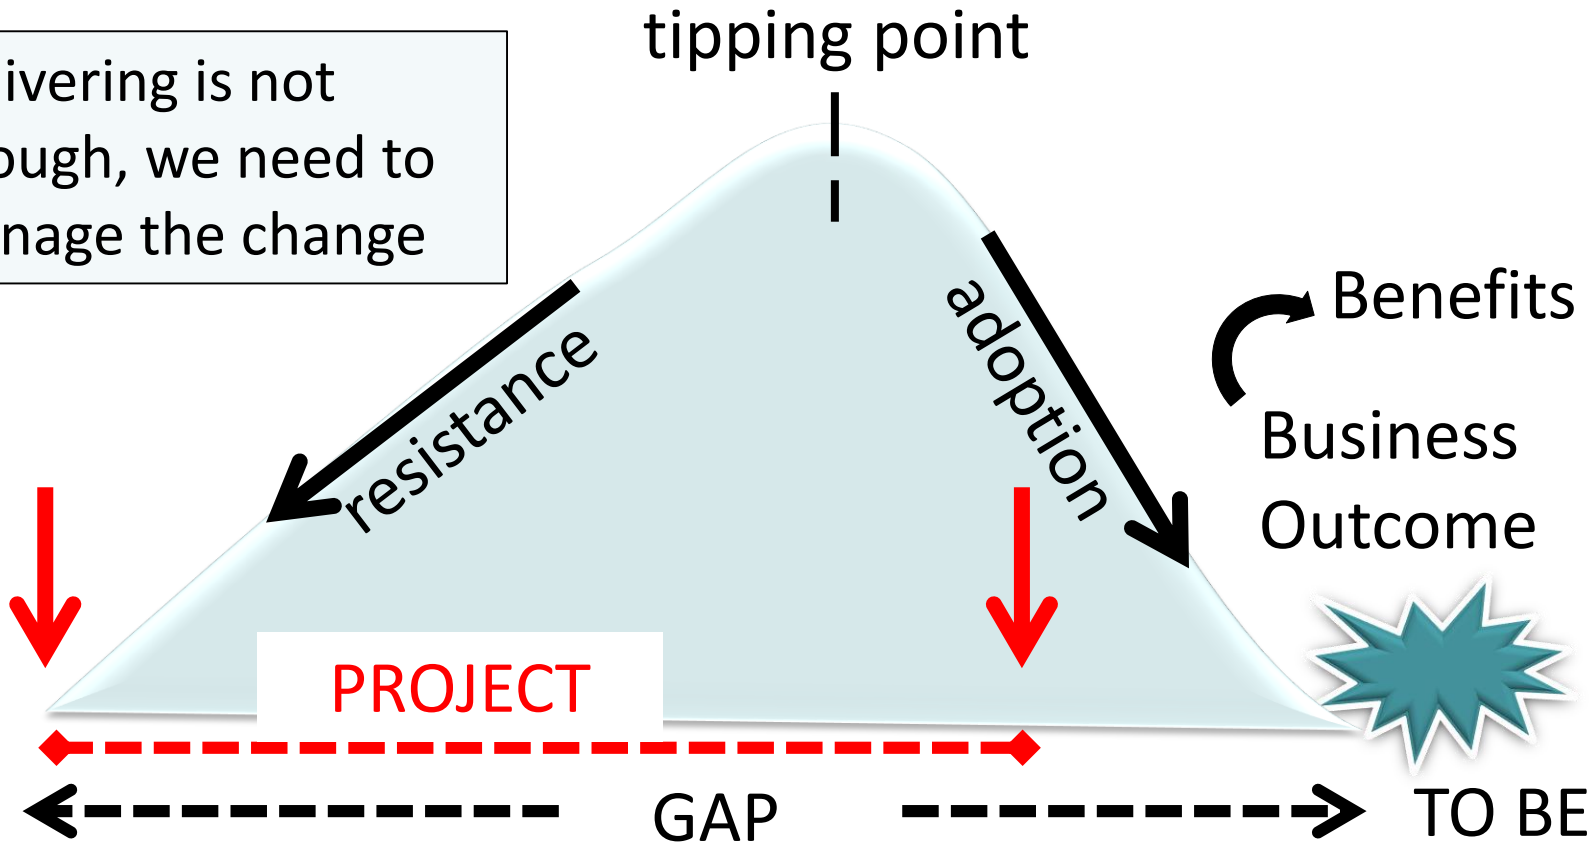 tipping point
ivering is not
ough, we need to
nage the change
Benefits
adoption
resistance
Business
Outcome
PROJECT
GAP
TO BE